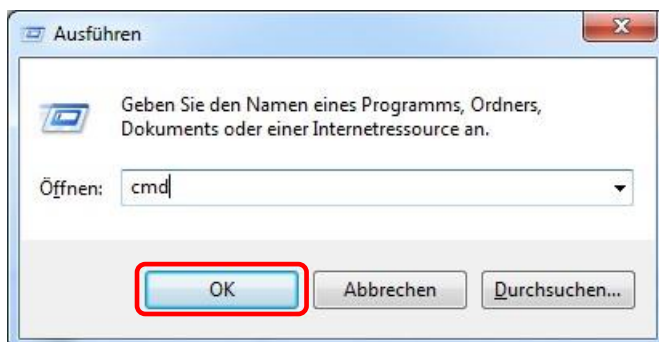 Ausführen
Geben Sie den Namen eines Programms, Ordners,
Dokuments oder einer Internetressource an.
Öffnen: cmd
OK Abbrechen Durchsuchen...